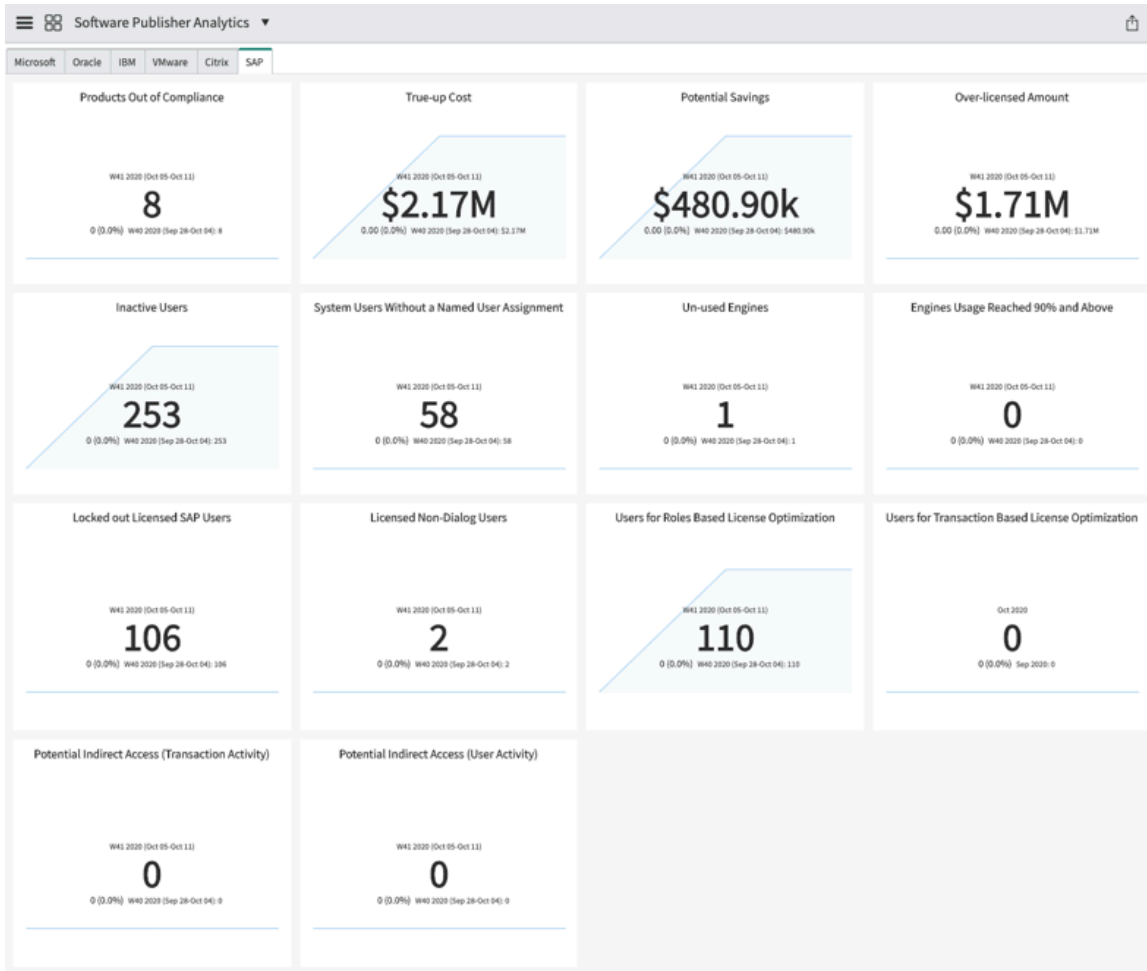 Software Publisher Analytics ▼
Microsoft Oracle IBM VMware Citrix SAP
Products Out of Compliance
W41 2020 (Oct 05-Oct 11)
8
0 (0.0%) W40 2020 (Sep 28-Oct 04): 8
True-up Cost
W41 2020 (Oct 05-Oct 11)
$2.17M
0.00 (0.0%) W40 2020 (Sep 28-Oct 04): $2.17M
Potential Savings
W41 2020 (Oct 05-Oct 11)
$480.90k
0.00 (0.0%) W40 2020 (Sep 28-Oct 04): $480.90k
Over-licensed Amount
W41 2020 (Oct 05-Oct 11)
$1.71M
0.00 (0.0%) W40 2020 (Sep 28-Oct 04): $1.71M
Inactive Users
W41 2020 (Oct 05-Oct 11)
253
0 (0.0%) W40 2020 (Sep 28-Oct 04): 253
System Users Without a Named User Assignment
W41 2020 (Oct 05-Oct 11)
58
0 (0.0%) W40 2020 (Sep 28-Oct 04): 58
Un-used Engines
W41 2020 (Oct 05-Oct 11)
1
0 (0.0%) W40 2020 (Sep 28-Oct 04): 1
Engines Usage Reached 90% and Above
W41 2020 (Oct 05-Oct 11)
0
0 (0.0%) W40 2020 (Sep 28-Oct 04): 0
Locked out Licensed SAP Users
W41 2020 (Oct 05-Oct 11)
106
0 (0.0%) W40 2020 (Sep 28-Oct 04): 106
Licensed Non-Dialog Users
W41 2020 (Oct 05-Oct 11)
2
0 (0.0%) W40 2020 (Sep 28-Oct 04): 2
Users for Roles Based License Optimization
W41 2020 (Oct 05-Oct 11)
110
0 (0.0%) W40 2020 (Sep 28-Oct 04): 110
Users for Transaction Based License Optimization
Oct 2020
0
0 (0.0%) Sep 2020: 0
Potential Indirect Access (Transaction Activity)
W41 2020 (Oct 05-Oct 11)
0
0 (0.0%) W40 2020 (Sep 28-Oct 04): 0
Potential Indirect Access (User Activity)
W41 2020 (Oct 05-Oct 11)
0
0 (0.0%) W40 2020 (Sep 28-Oct 04): 0